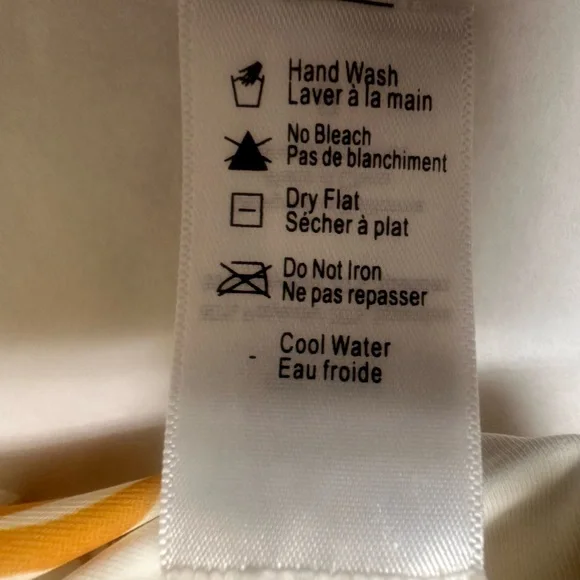 Hand Wash
Laver à la main
No Bleach
Pas de blanchiment
Dry Flat
Sécher à plat
Do Not Iron
Ne pas repasser
- Cool Water
Eau froide